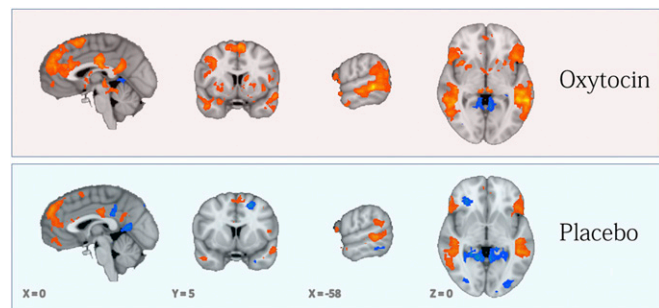 Oxytocin
Placebo
X=0
Y=5
X=-58
Z=0